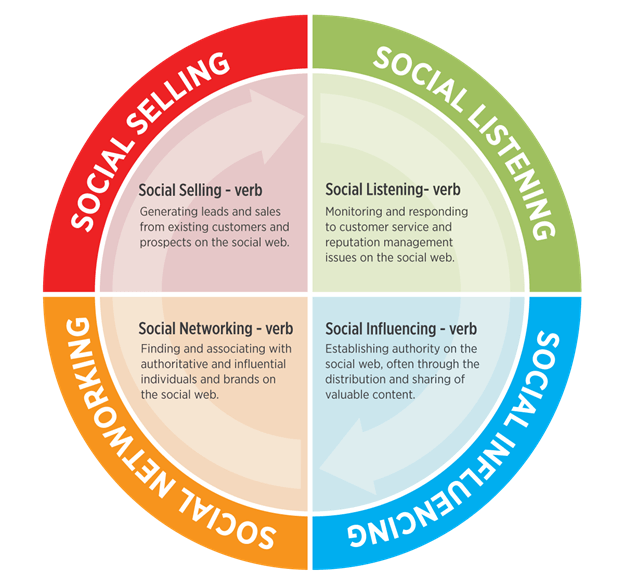 SOCIAL SELLING
SOCIAL LISTENING
Social Selling - verb
Generating leads and sales
from existing customers and
prospects on the social web.
Social Listening- verb
Monitoring and responding
to customer service and
reputation management
issues on the social web.
Social Networking - verb
Finding and associating with
authoritative and influential
individuals and brands on
the social web.
Social Influencing - verb
Establishing authority on the
social web, often through the
distribution and sharing of
valuable content.
SOCIAL NETWORKING
SOCIAL INFLUENCING